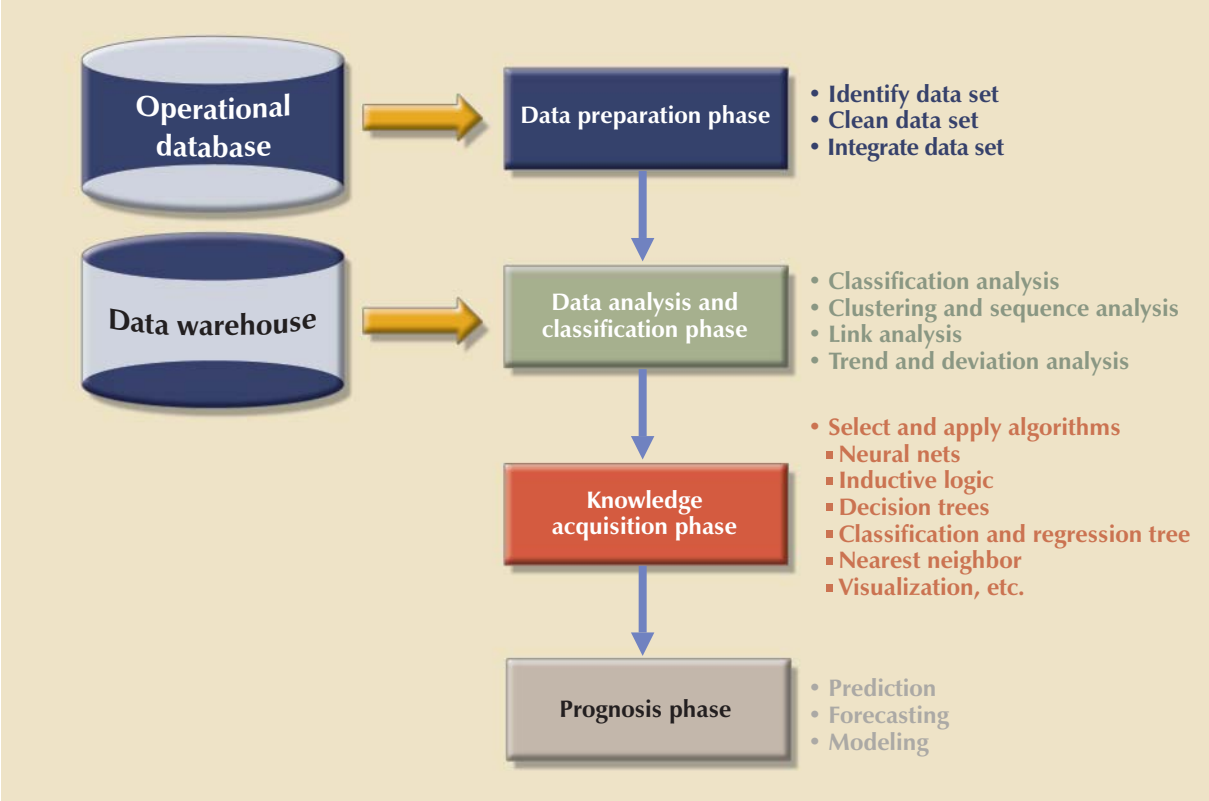 Operational
database
Data preparation phase
• Identify data set
• Clean data set
• Integrate data set
Data warehouse
Data analysis and
classification phase
• Classification analysis
• Clustering and sequence analysis
• Link analysis
• Trend and deviation analysis
Knowledge
acquisition phase
• Select and apply algorithms
▪ Neural nets
▪ Inductive logic
▪ Decision trees
▪ Classification and regression tree
▪ Nearest neighbor
▪ Visualization, etc.
Prognosis phase
• Prediction
• Forecasting
• Modeling